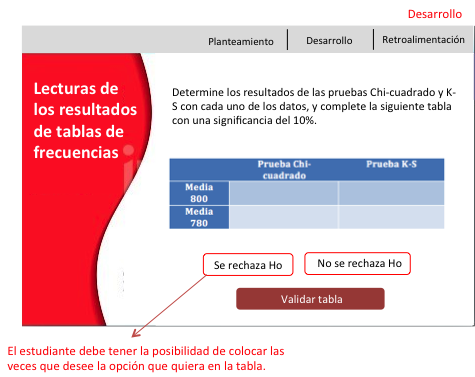 Desarrollo
Planteamiento
Desarrollo
Retroalimentación
Lecturas de
los resultados
de tablas de
frecuencias
Determine los resultados de las pruebas Chi-cuadrado y K-
S con cada uno de los datos, y complete la siguiente tabla
con una significancia del 10%.
Prueba Chi-
cuadrado
Prueba K-S
Media
800
Media
780
Se rechaza Ho
No se rechaza Ho
Validar tabla
El estudiante debe tener la posibilidad de colocar las
veces que desee la opción que quiera en la tabla.